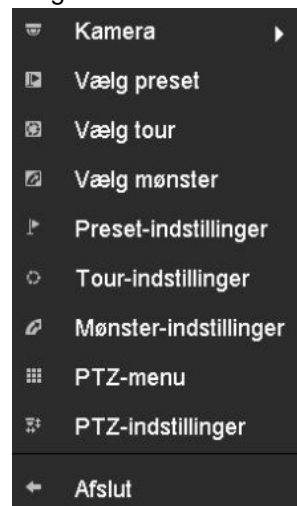 Kamera
Vælg preset
Vælg tour
Vælg mønster
Preset-indstillinger
Tour-indstillinger
Mønster-indstillinger
PTZ-menu
PTZ-indstillinger
Afslut